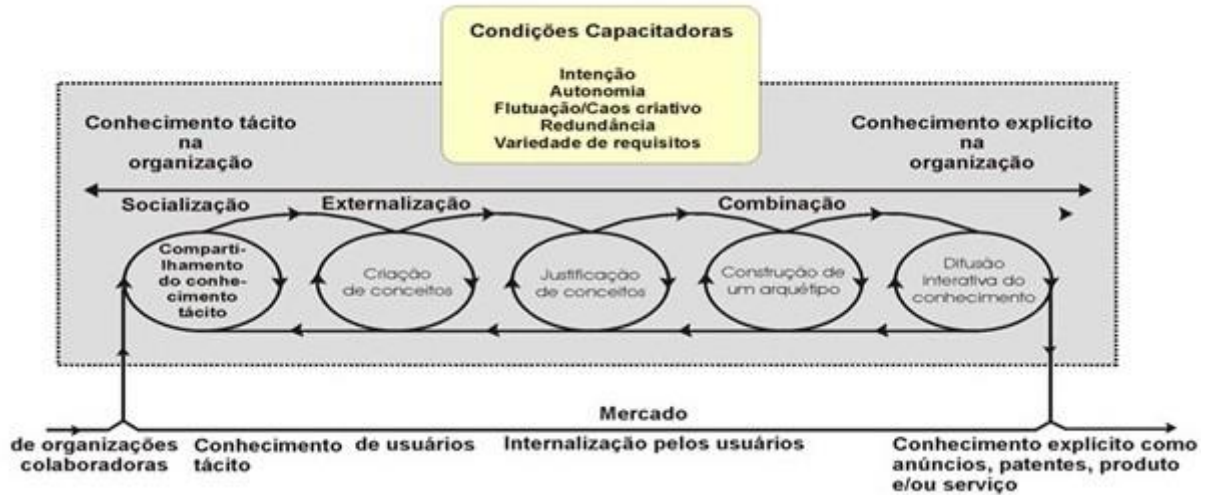 Condições Capacitadoras
Intenção
Autonomia
Flutuação/Caos criativo
Redundância
Variedade de requisitos
Conhecimento tácito
na
organização
Conhecimento explícito
na
organização
Socialização
Externalização
Combinação
Comparti-
lhamento
do conhe-
cimento
tácito
Criação
de conceitos
Justificação
de conceitos
Construção de
um arquétipo
Difusão
Interativa do
conhecimento
Mercado
de organizações
colaboradoras
Conhecimento
tácito
de usuários
Internalização pelos usuários
Conhecimento explícito como
anúncios, patentes, produto
e/ou serviço